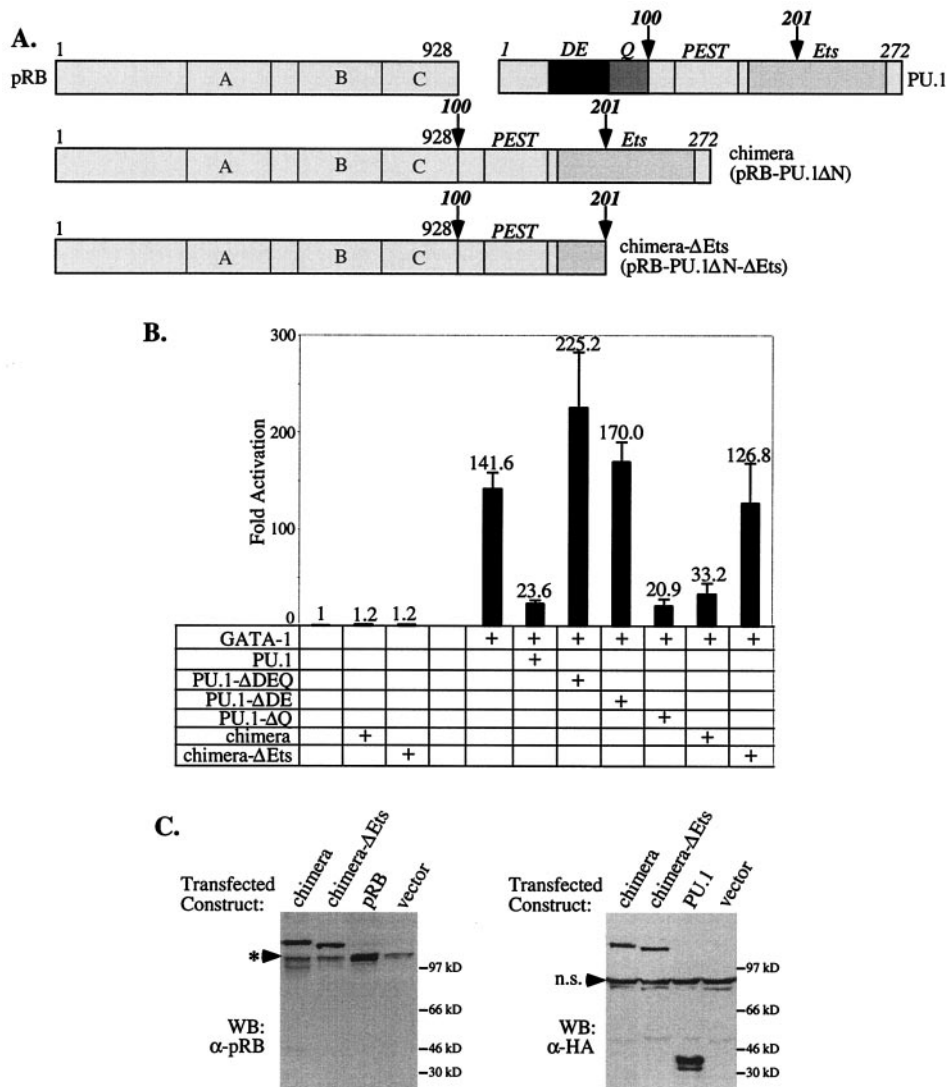 A.
100 201
1 928 1 DE Q PEST Ets 272
pRB A B C PU.1
100 201
1 928 PEST Ets 272
A B C chimera
(pRB-PU.1ΔN)
100 201
1 928 PEST
A B C chimera-ΔEts
(pRB-PU.1ΔN-ΔEts)
B.
300
225.2
200
170.0
141.6
126.8
Fold Activation
100
33.2
23.6
20.9
0 1 1.2 1.2
GATA-1 + + + + + + +
PU.1 +
PU.1-ΔDEQ +
PU.1-ΔDE +
PU.1-ΔQ +
chimera + +
chimera-ΔEts + +
C.
Transfected
Construct:
chimera
chimera-ΔEts
pRB
vector
*
97 kD
66 kD
46 kD
30 kD
WB:
α-pRB
Transfected
Construct:
chimera
chimera-ΔEts
PU.1
vector
n.s.
97 kD
66 kD
46 kD
30 kD
WB:
α-HA